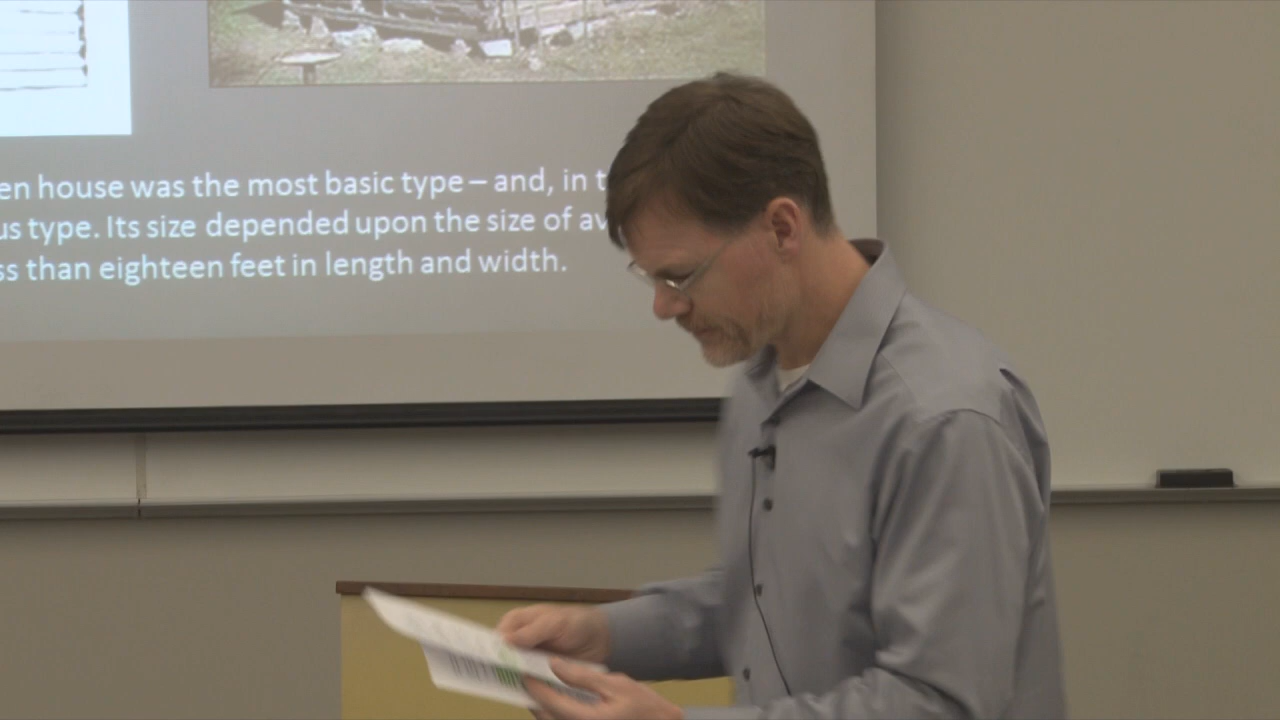 en house was the most basic type – and, in t
us type. Its size depended upon the size of av
ss than eighteen feet in length and width.